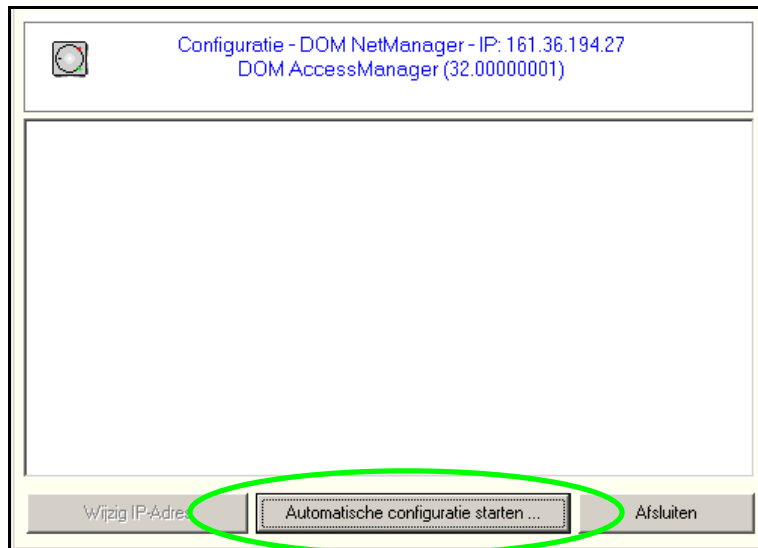 Configuratie - DOM NetManager - IP: 161.36.194.27
DOM AccessManager (32.00000001)
Wijzig IP-Adres
Automatische configuratie starten ...
Afsluiten